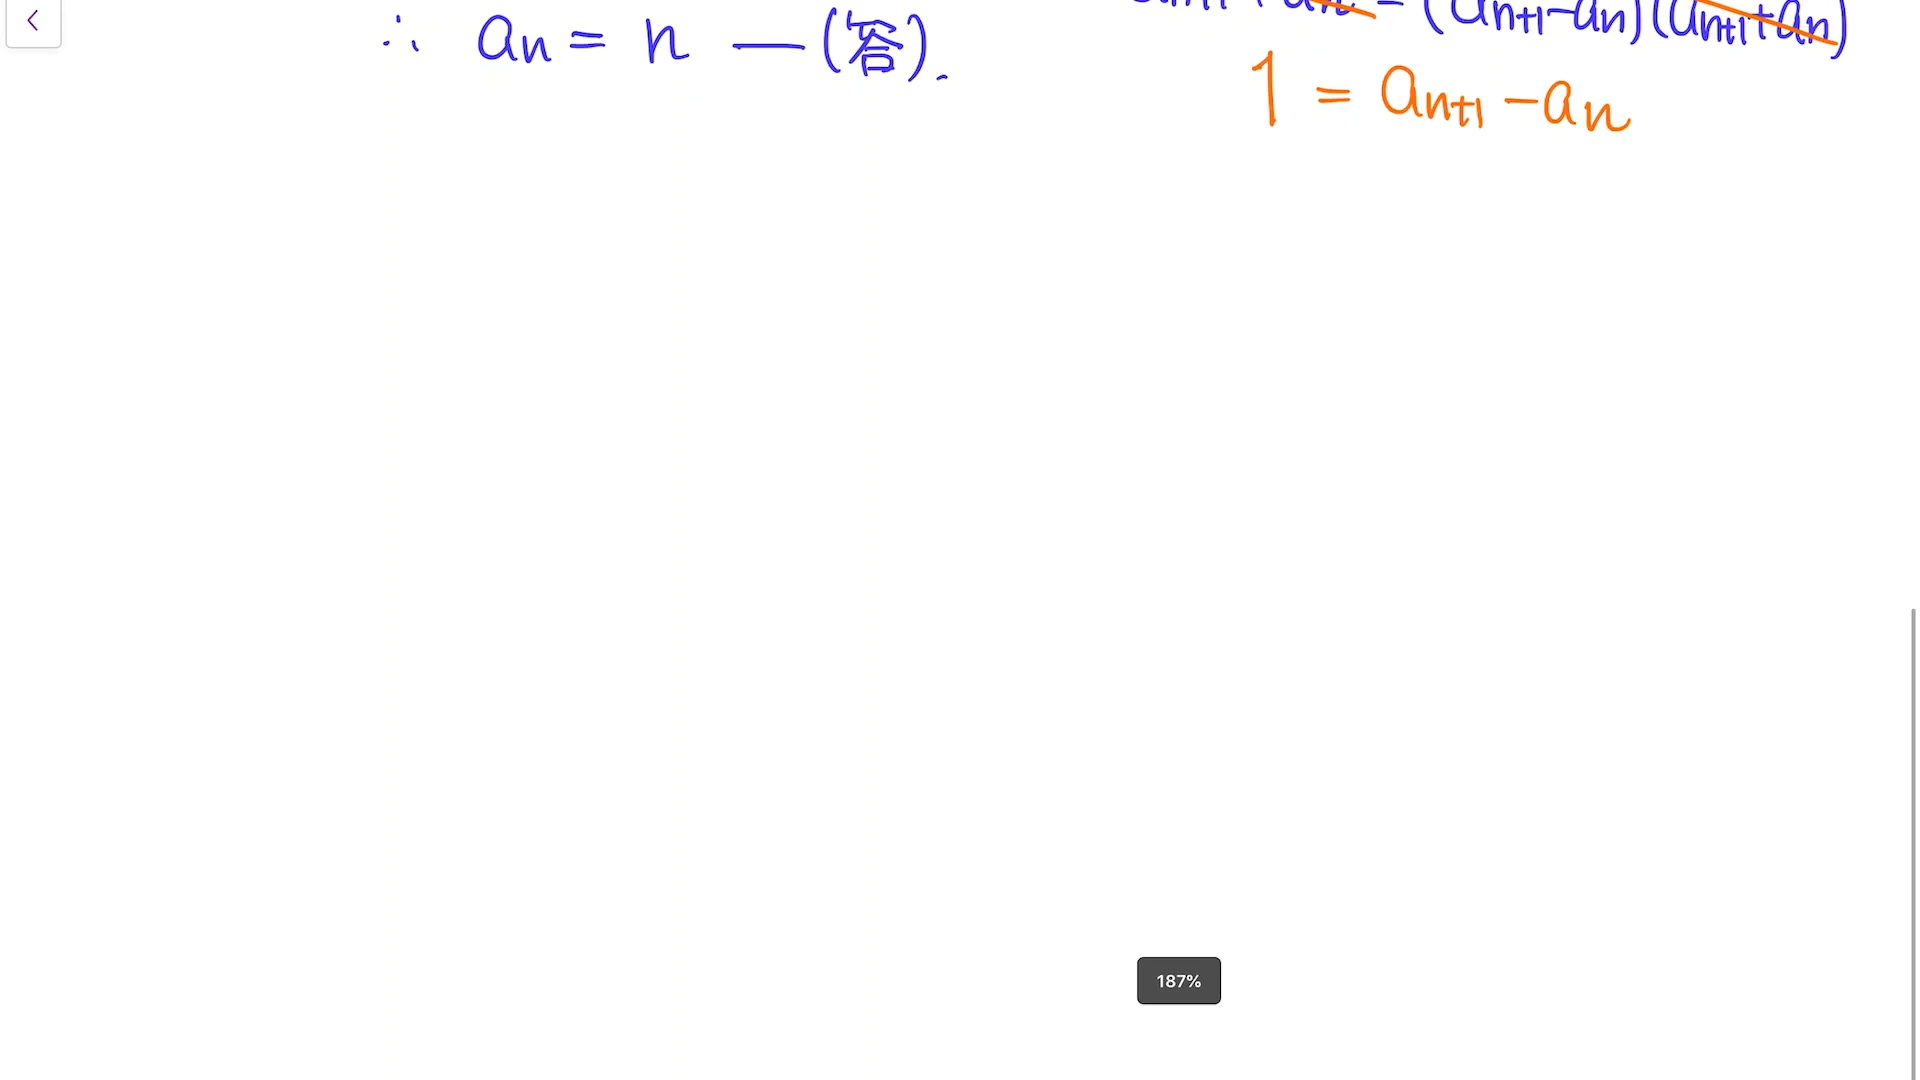 ∴ an = n —(答).
= (an+1-an)(an+1+an)
1 = an+1 -an
187%